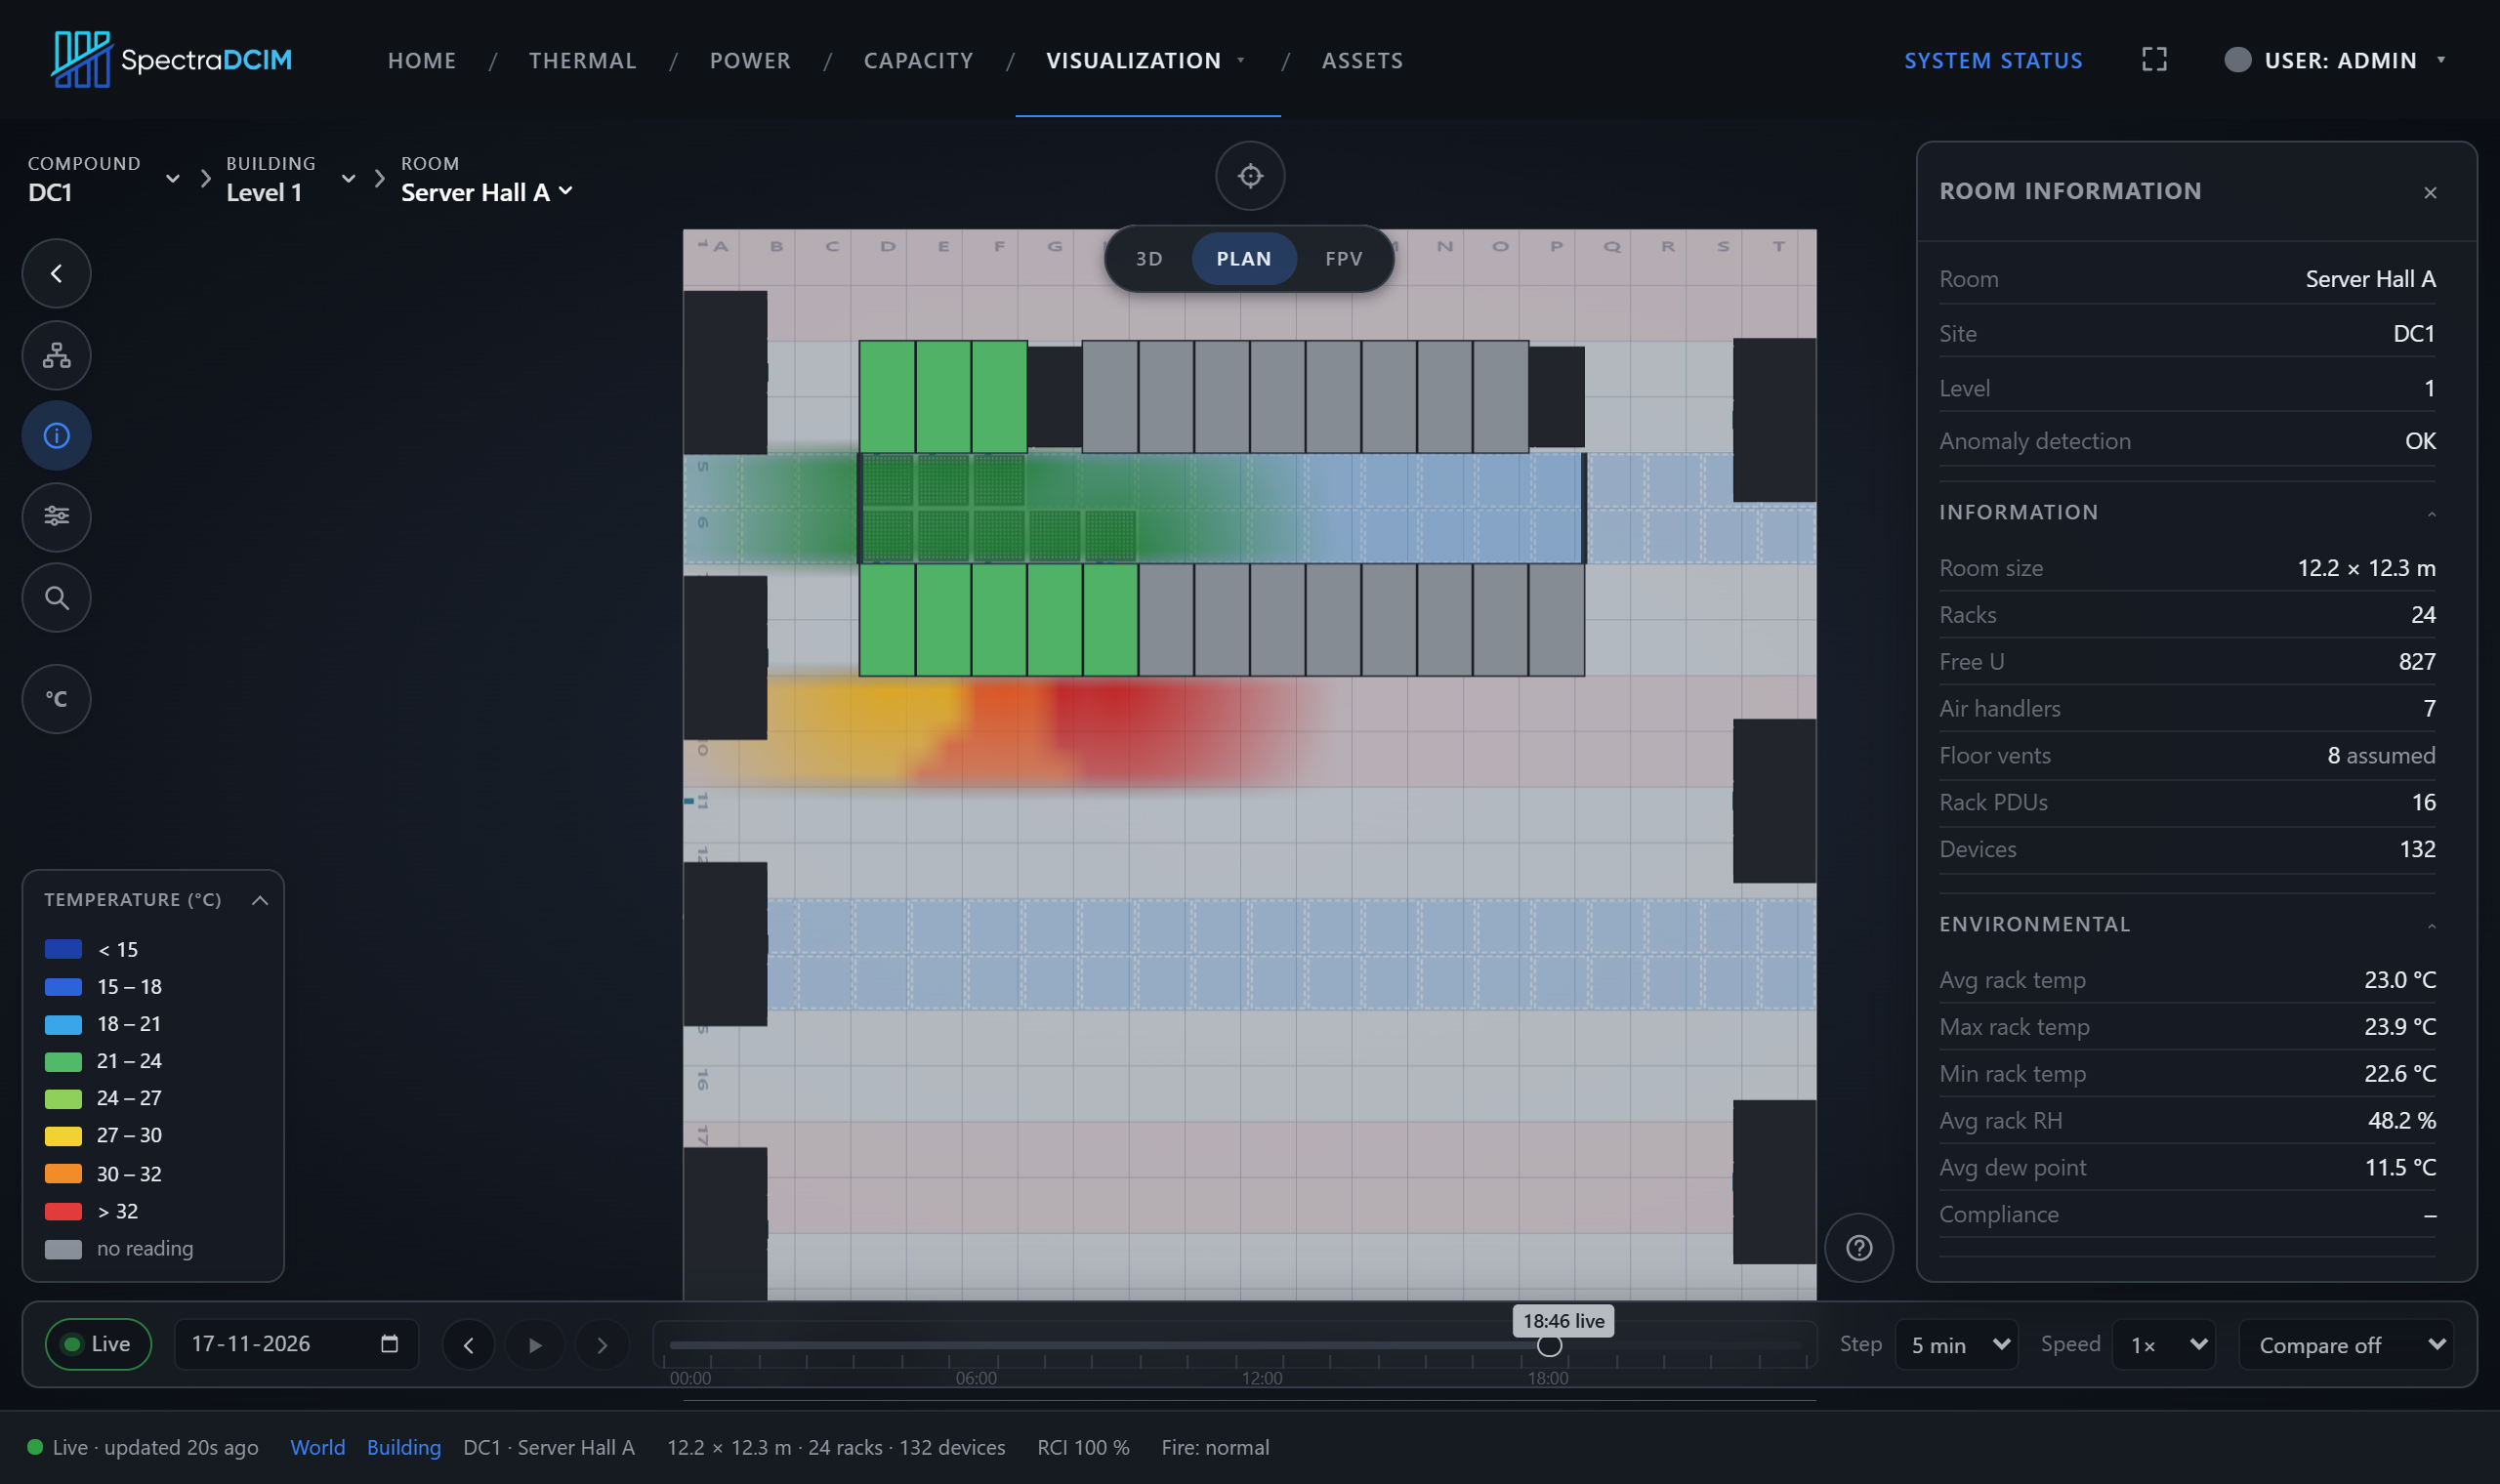 SpectraDCIM
HOME / THERMAL / POWER / CAPACITY / VISUALIZATION / ASSETS
SYSTEM STATUS
USER: ADMIN
COMPOUND
DC1
BUILDING
Level 1
ROOM
Server Hall A
°C
3D PLAN FPV
1 A B C D E F G N O P Q R S T
5
6
11
16
17
TEMPERATURE (°C)
< 15
15 – 18
18 – 21
21 – 24
24 – 27
27 – 30
30 – 32
> 32
no reading
ROOM INFORMATION
Room Server Hall A
Site DC1
Level 1
Anomaly detection OK
INFORMATION
Room size 12.2 × 12.3 m
Racks 24
Free U 827
Air handlers 7
Floor vents 8 assumed
Rack PDUs 16
Devices 132
ENVIRONMENTAL
Avg rack temp 23.0 °C
Max rack temp 23.9 °C
Min rack temp 22.6 °C
Avg rack RH 48.2 %
Avg dew point 11.5 °C
Compliance –
Live
17-11-2026
18:46 live
00:00 06:00 12:00 18:00
Step 5 min
Speed 1×
Compare off
Live · updated 20s ago World Building DC1 · Server Hall A 12.2 × 12.3 m · 24 racks · 132 devices RCI 100 % Fire: normal